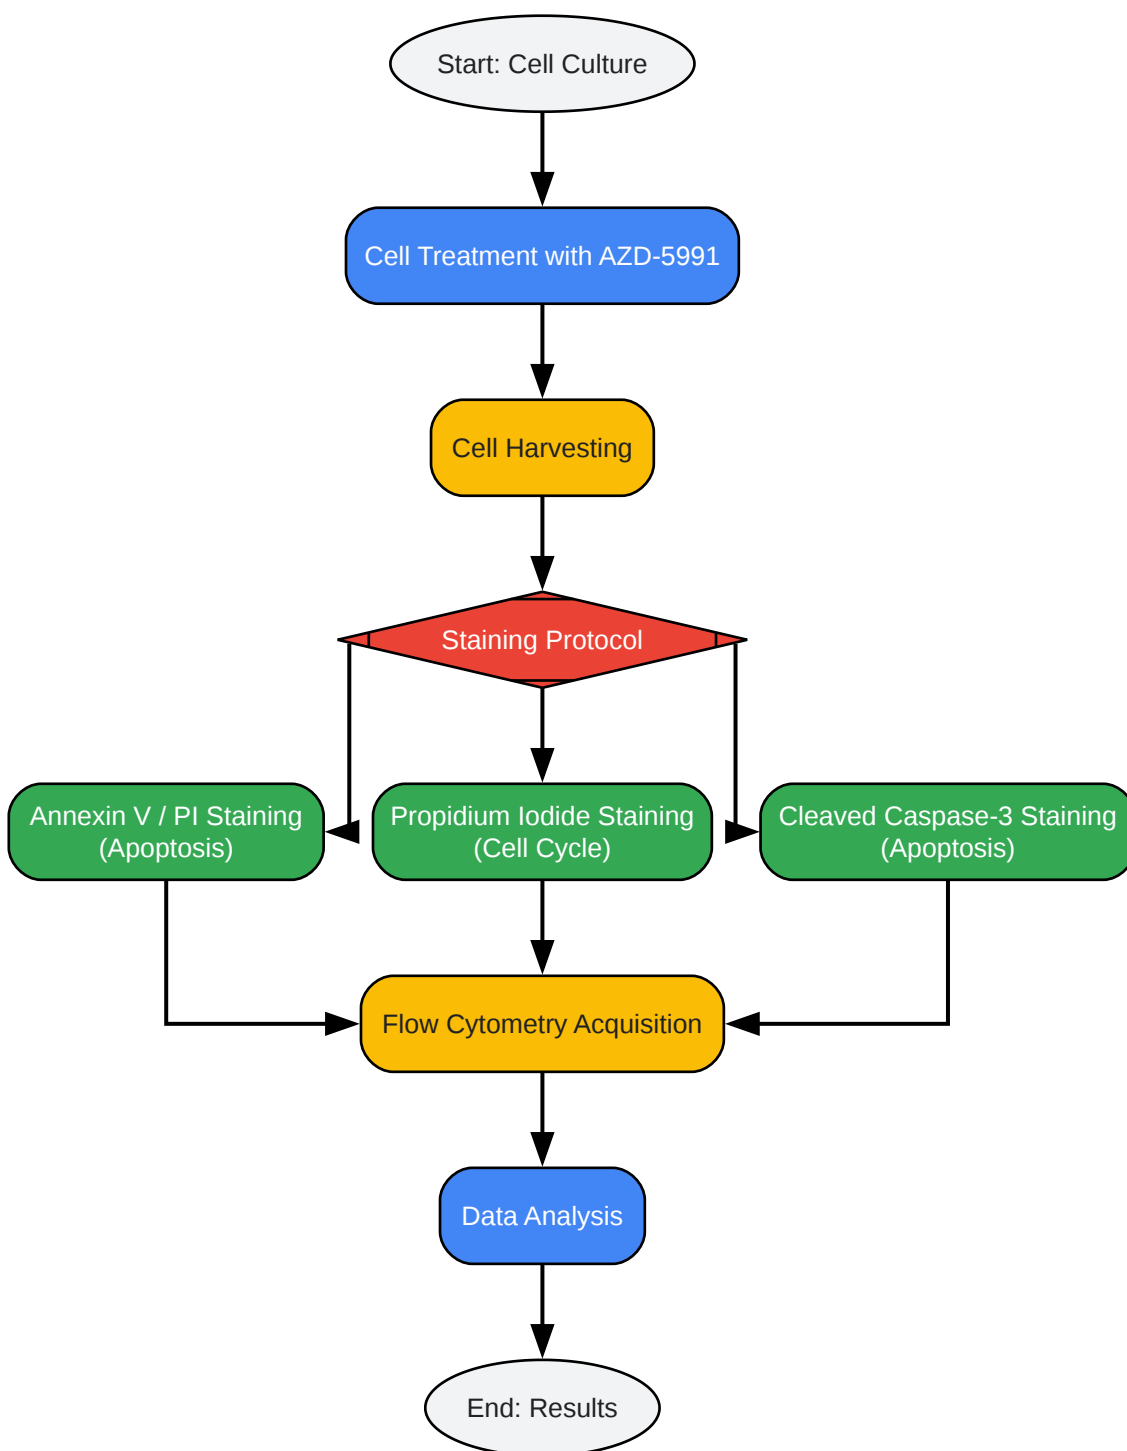 Start: Cell Culture
Cell Treatment with AZD-5991
Cell Harvesting
Staining Protocol
Annexin V / PI Staining
(Apoptosis)
Propidium Iodide Staining
(Cell Cycle)
Cleaved Caspase-3 Staining
(Apoptosis)
Flow Cytometry Acquisition
Data Analysis
End: Results